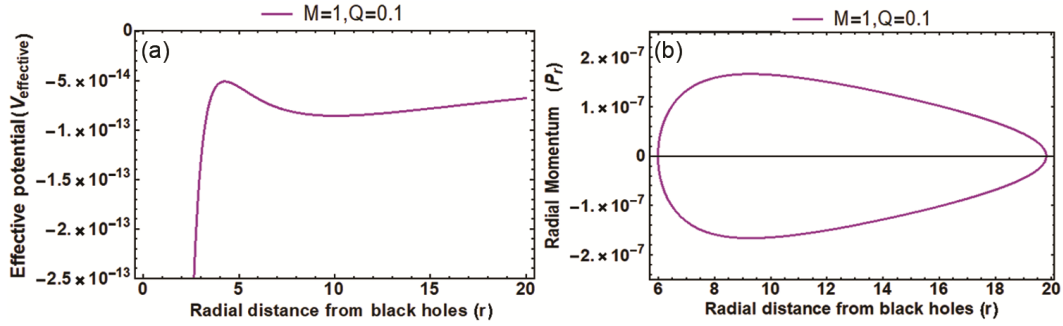 M=1,Q=0.1
(a)
Effective potential(Veffective)
0
−5.×10−14
−1.×10−13
−1.5×10−13
−2.×10−13
−2.5×10−13
0 5 10 15 20
Radial distance from black holes (r)
M=1,Q=0.1
(b)
Radial Momentum (Pr)
2.×10−7
1.×10−7
0
−1.×10−7
−2.×10−7
6 8 10 12 14 16 18 20
Radial distance from black holes (r)